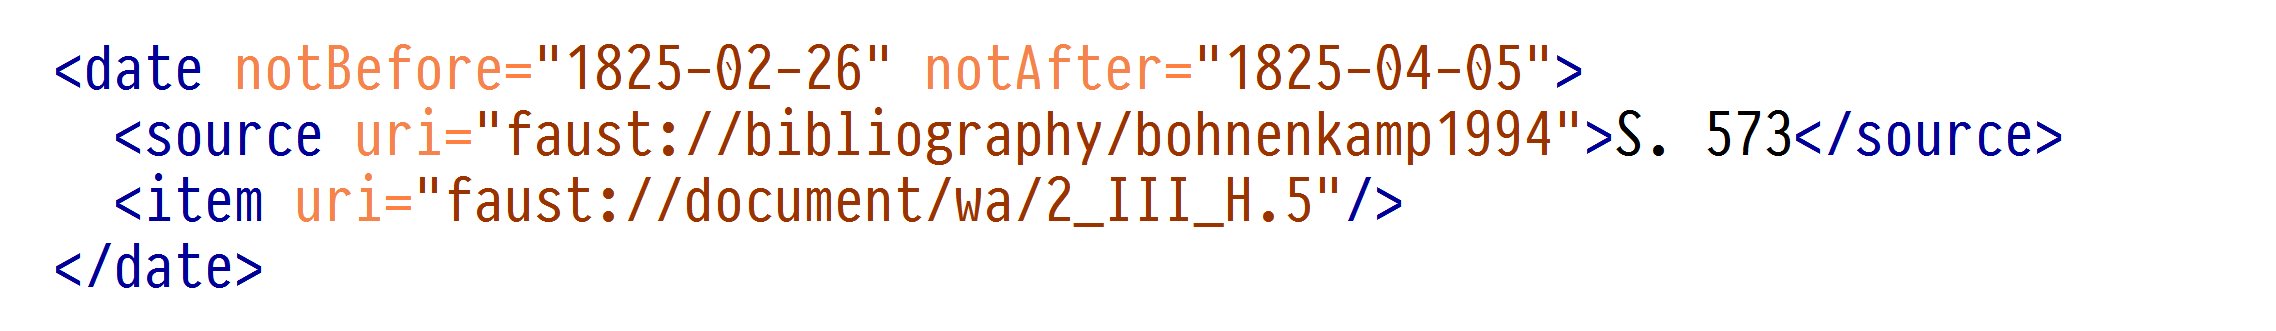 <date notBefore="1825-02-26" notAfter="1825-04-05">
  <source uri="faust://bibliography/bohnenkamp1994">S. 573</source>
  <item uri="faust://document/wa/2_III_H.5"/>
</date>